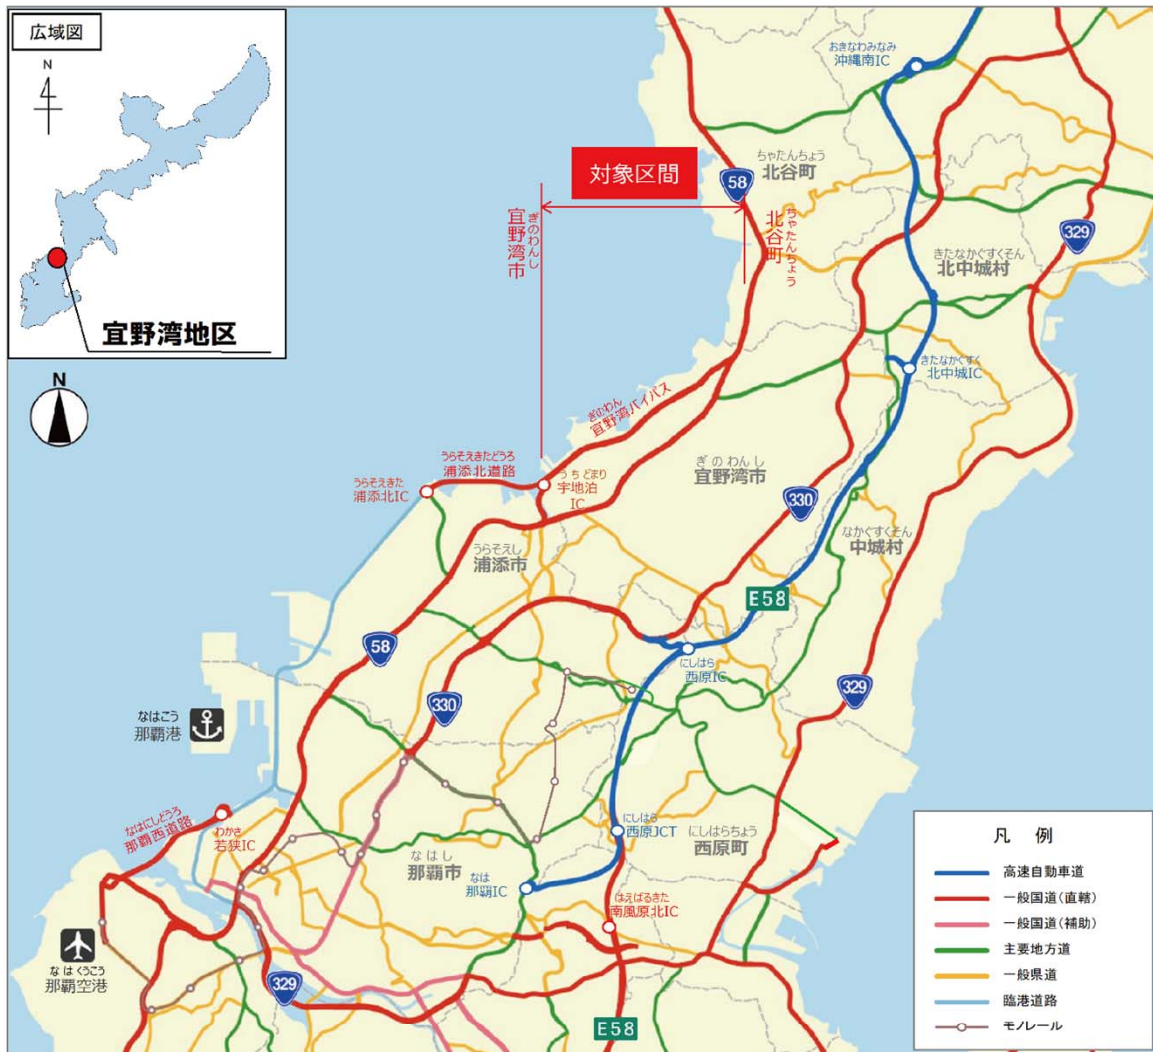 広域図
N
宜野湾地区
N
おきなわみなみ
沖縄南IC
対象区間
ちゃたんちょう
北谷町
58
ぎのわんし
宜野湾市
ちゃたんちょう
北谷町
329
きたなかぐすくそん
北中城村
きたなかぐすく
北中城IC
ぎのわん
宜野湾バイパス
うらそえきたどうろ
浦添北道路
うらそえきた
浦添北IC
うちどまり
宇地泊
IC
ぎのわんし
宜野湾市
330
なかぐすくそん
中城村
うらそえし
浦添市
E58
58
にしはら
西原IC
329
330
なはこう
那覇港
なはにしどうろ
那覇西道路
わかさ
若狭IC
にしはら
西原JCT
にしはらちょう
西原町
なはし
那覇市
なは
那覇IC
はえばるきた
南風原北IC
なはくうこう
那覇空港
329
E58
凡 例
高速自動車道
一般国道(直轄)
一般国道(補助)
主要地方道
一般県道
臨港道路
モノレール